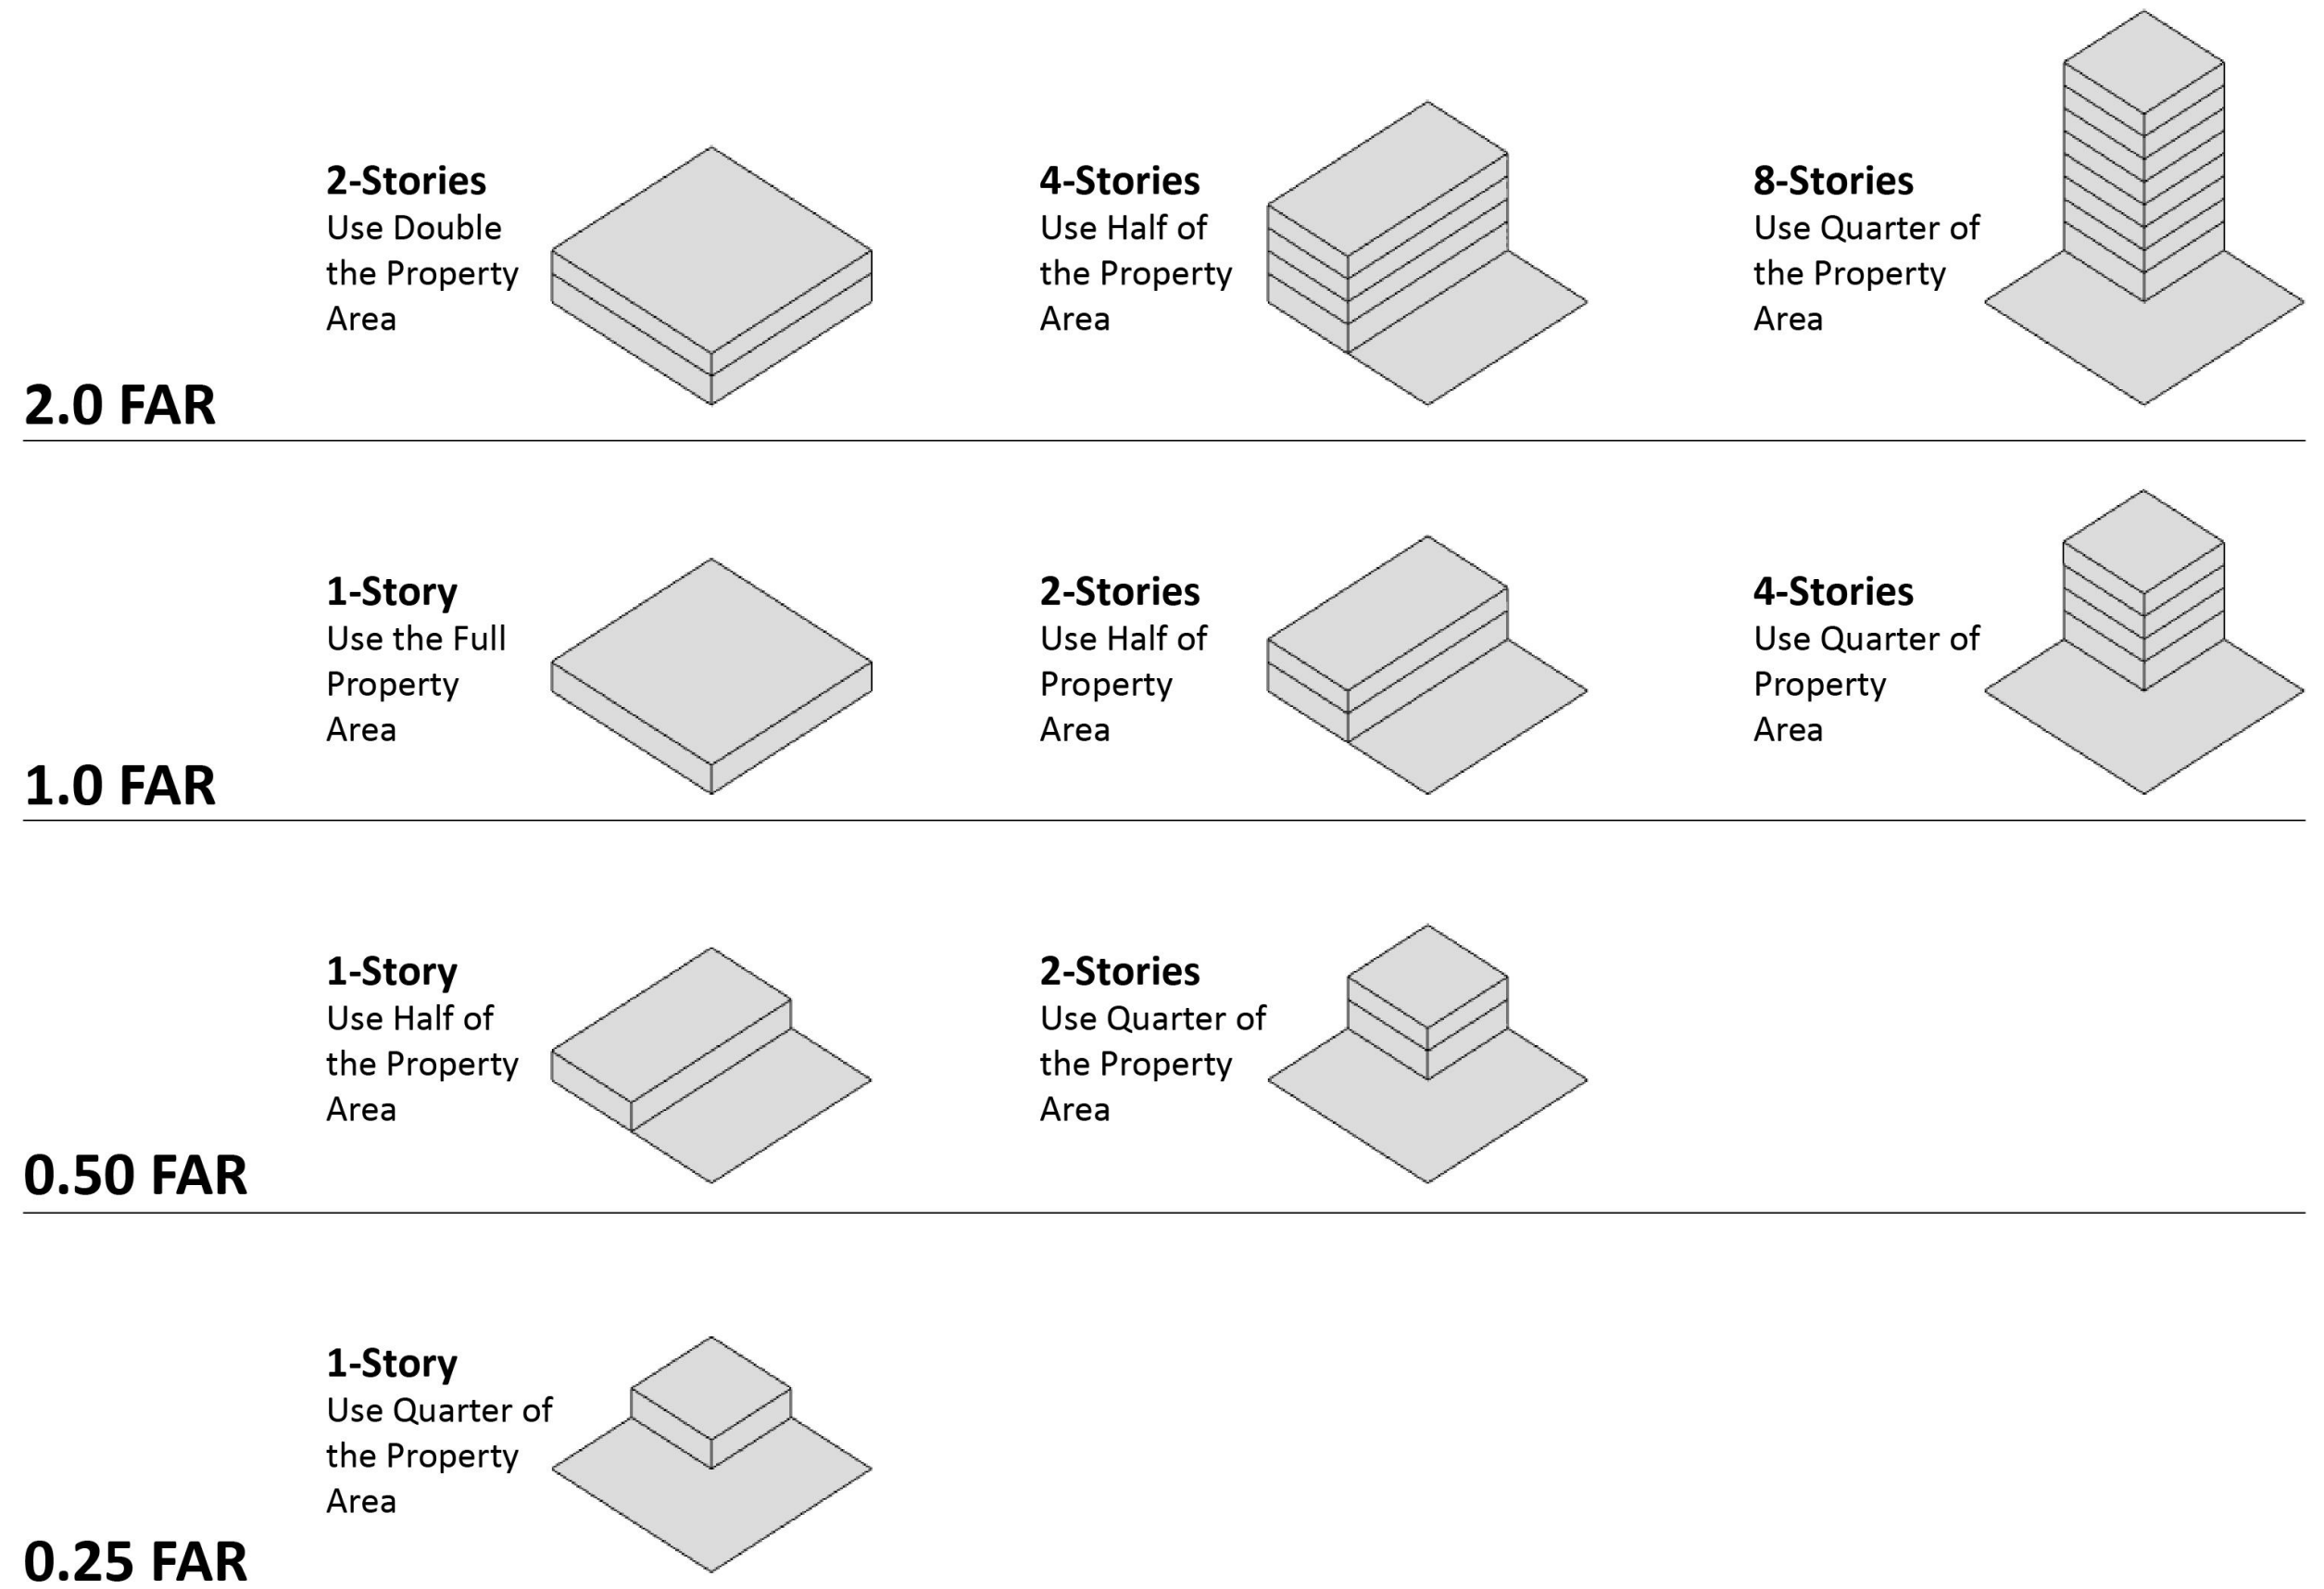 2-Stories
Use Double
the Property
Area
4-Stories
Use Half of
the Property
Area
8-Stories
Use Quarter of
the Property
Area
2.0 FAR
1-Story
Use the Full
Property
Area
2-Stories
Use Half of
Property
Area
4-Stories
Use Quarter of
Property
Area
1.0 FAR
1-Story
Use Half of
the Property
Area
2-Stories
Use Quarter of
the Property
Area
0.50 FAR
1-Story
Use Quarter of
the Property
Area
0.25 FAR